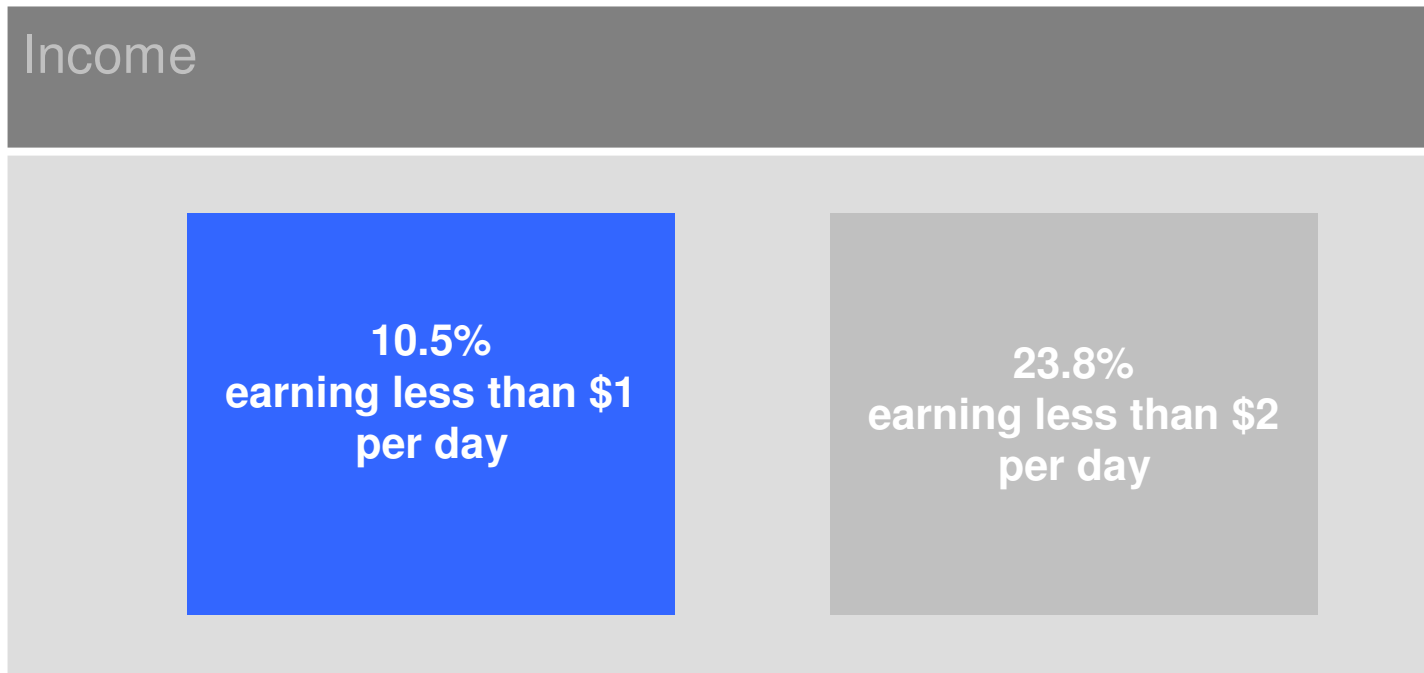 Income
10.5%
earning less than $1
per day
23.8%
earning less than $2
per day